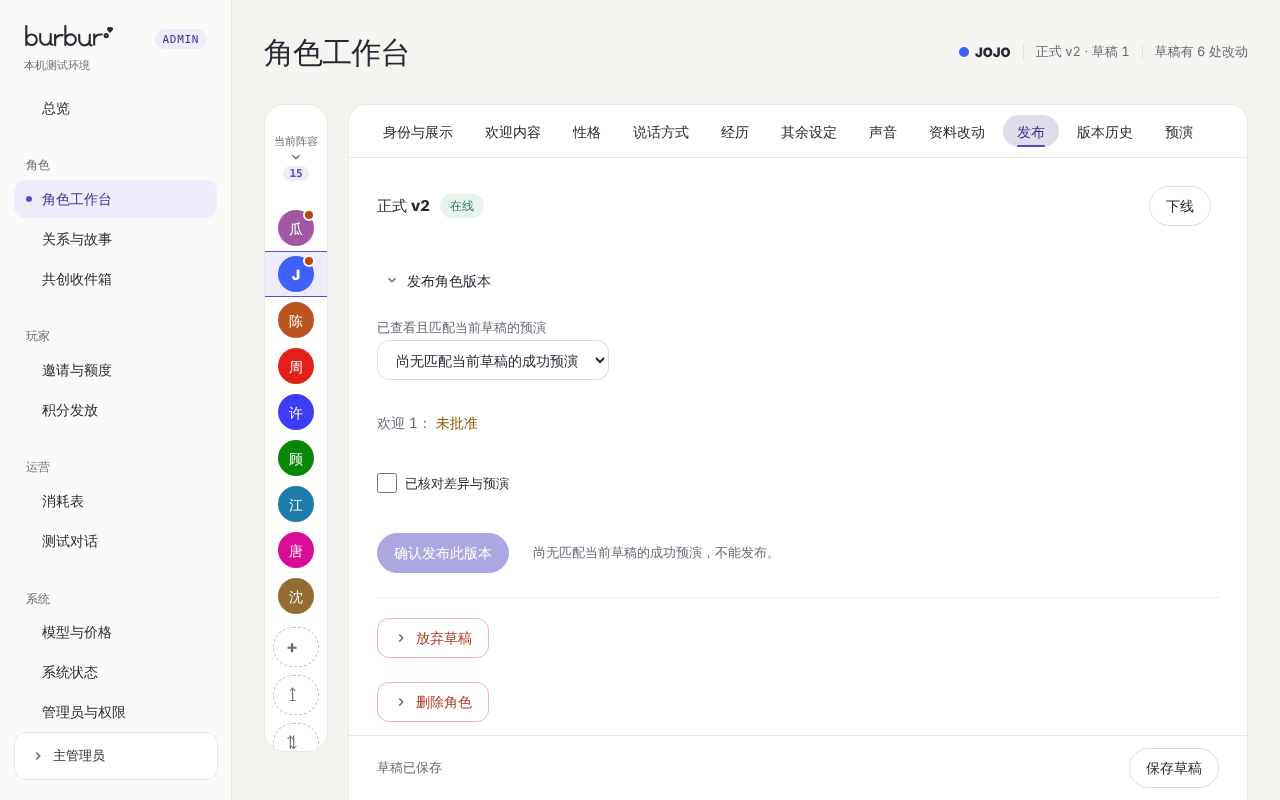 burbur
ADMIN
本机测试环境
总览
角色
角色工作台
关系与故事
共创收件箱
玩家
邀请与额度
积分发放
运营
消耗表
测试对话
系统
模型与价格
系统状态
管理员与权限
主管理员
角色工作台
JOJO
正式 v2 · 草稿 1
草稿有 6 处改动
当前阵容
15
瓜
J
陈
周
许
顾
江
唐
沈
+
身份与展示
欢迎内容
性格
说话方式
经历
其余设定
声音
资料改动
发布
版本历史
预演
正式 v2
在线
下线
发布角色版本
已查看且匹配当前草稿的预演
尚无匹配当前草稿的成功预演
欢迎 1： 未批准
已核对差异与预演
确认发布此版本
尚无匹配当前草稿的成功预演，不能发布。
放弃草稿
删除角色
草稿已保存
保存草稿